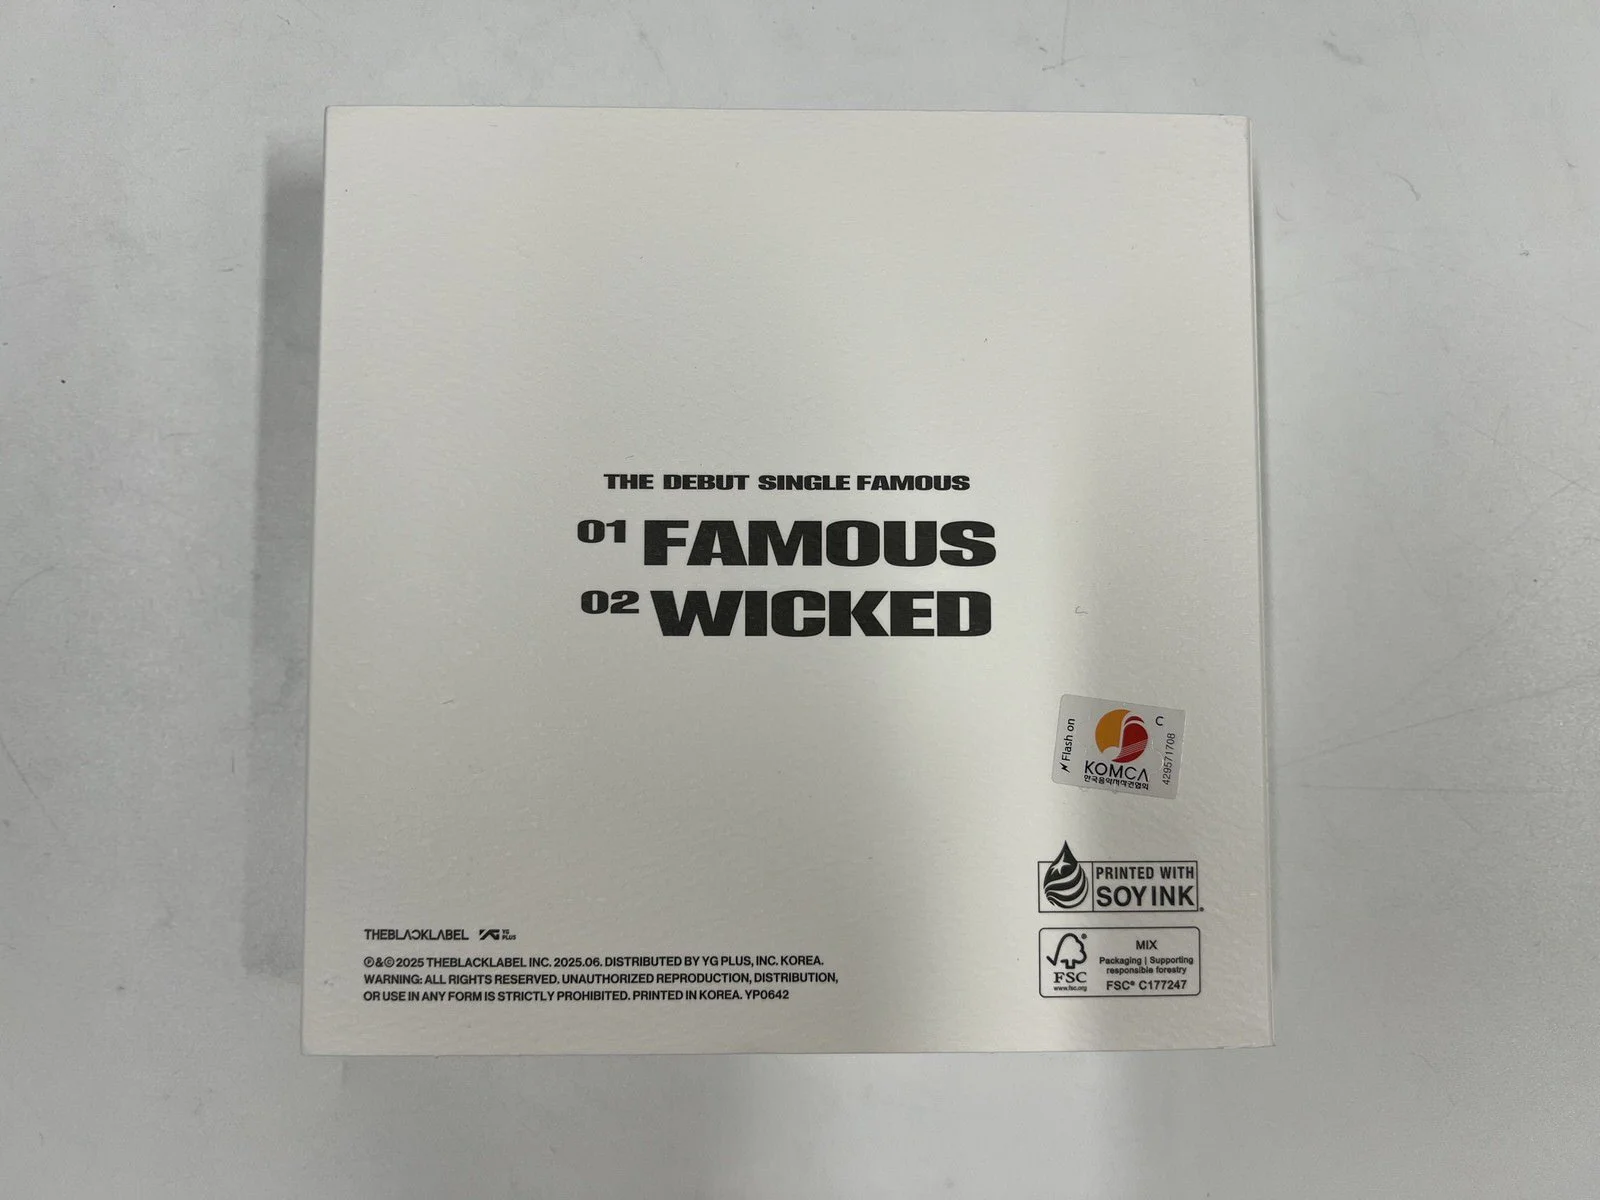 THE DEBUT SINGLE FAMOUS
01 FAMOUS
02 WICKED
Flash on
C
KOMCA
한국음악저작권협회
429571708
PRINTED WITH
SOY INK
THEBLACKLABEL YG PLUS
℗&© 2025 THEBLACKLABEL INC. 2025.06. DISTRIBUTED BY YG PLUS, INC. KOREA.
WARNING: ALL RIGHTS RESERVED. UNAUTHORIZED REPRODUCTION, DISTRIBUTION,
OR USE IN ANY FORM IS STRICTLY PROHIBITED. PRINTED IN KOREA. YP0642
FSC
www.fsc.org
MIX
Packaging | Supporting
responsible forestry
FSC® C177247